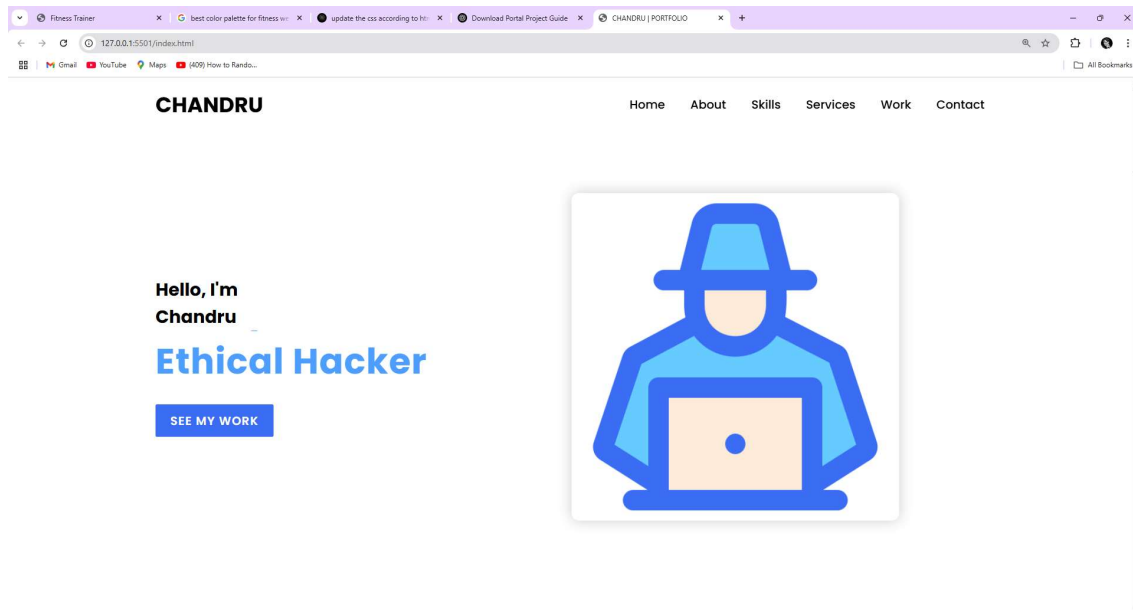 Fitness Trainer
best color palette for fitness we
update the css according to htm
Download Portal Project Guide
CHANDRU | PORTFOLIO
127.0.0.1:5501/index.html
Gmail
YouTube
Maps
(409) How to Rando...
All Bookmarks
CHANDRU
Home About Skills Services Work Contact
Hello, I'm
Chandru
Ethical Hacker
SEE MY WORK